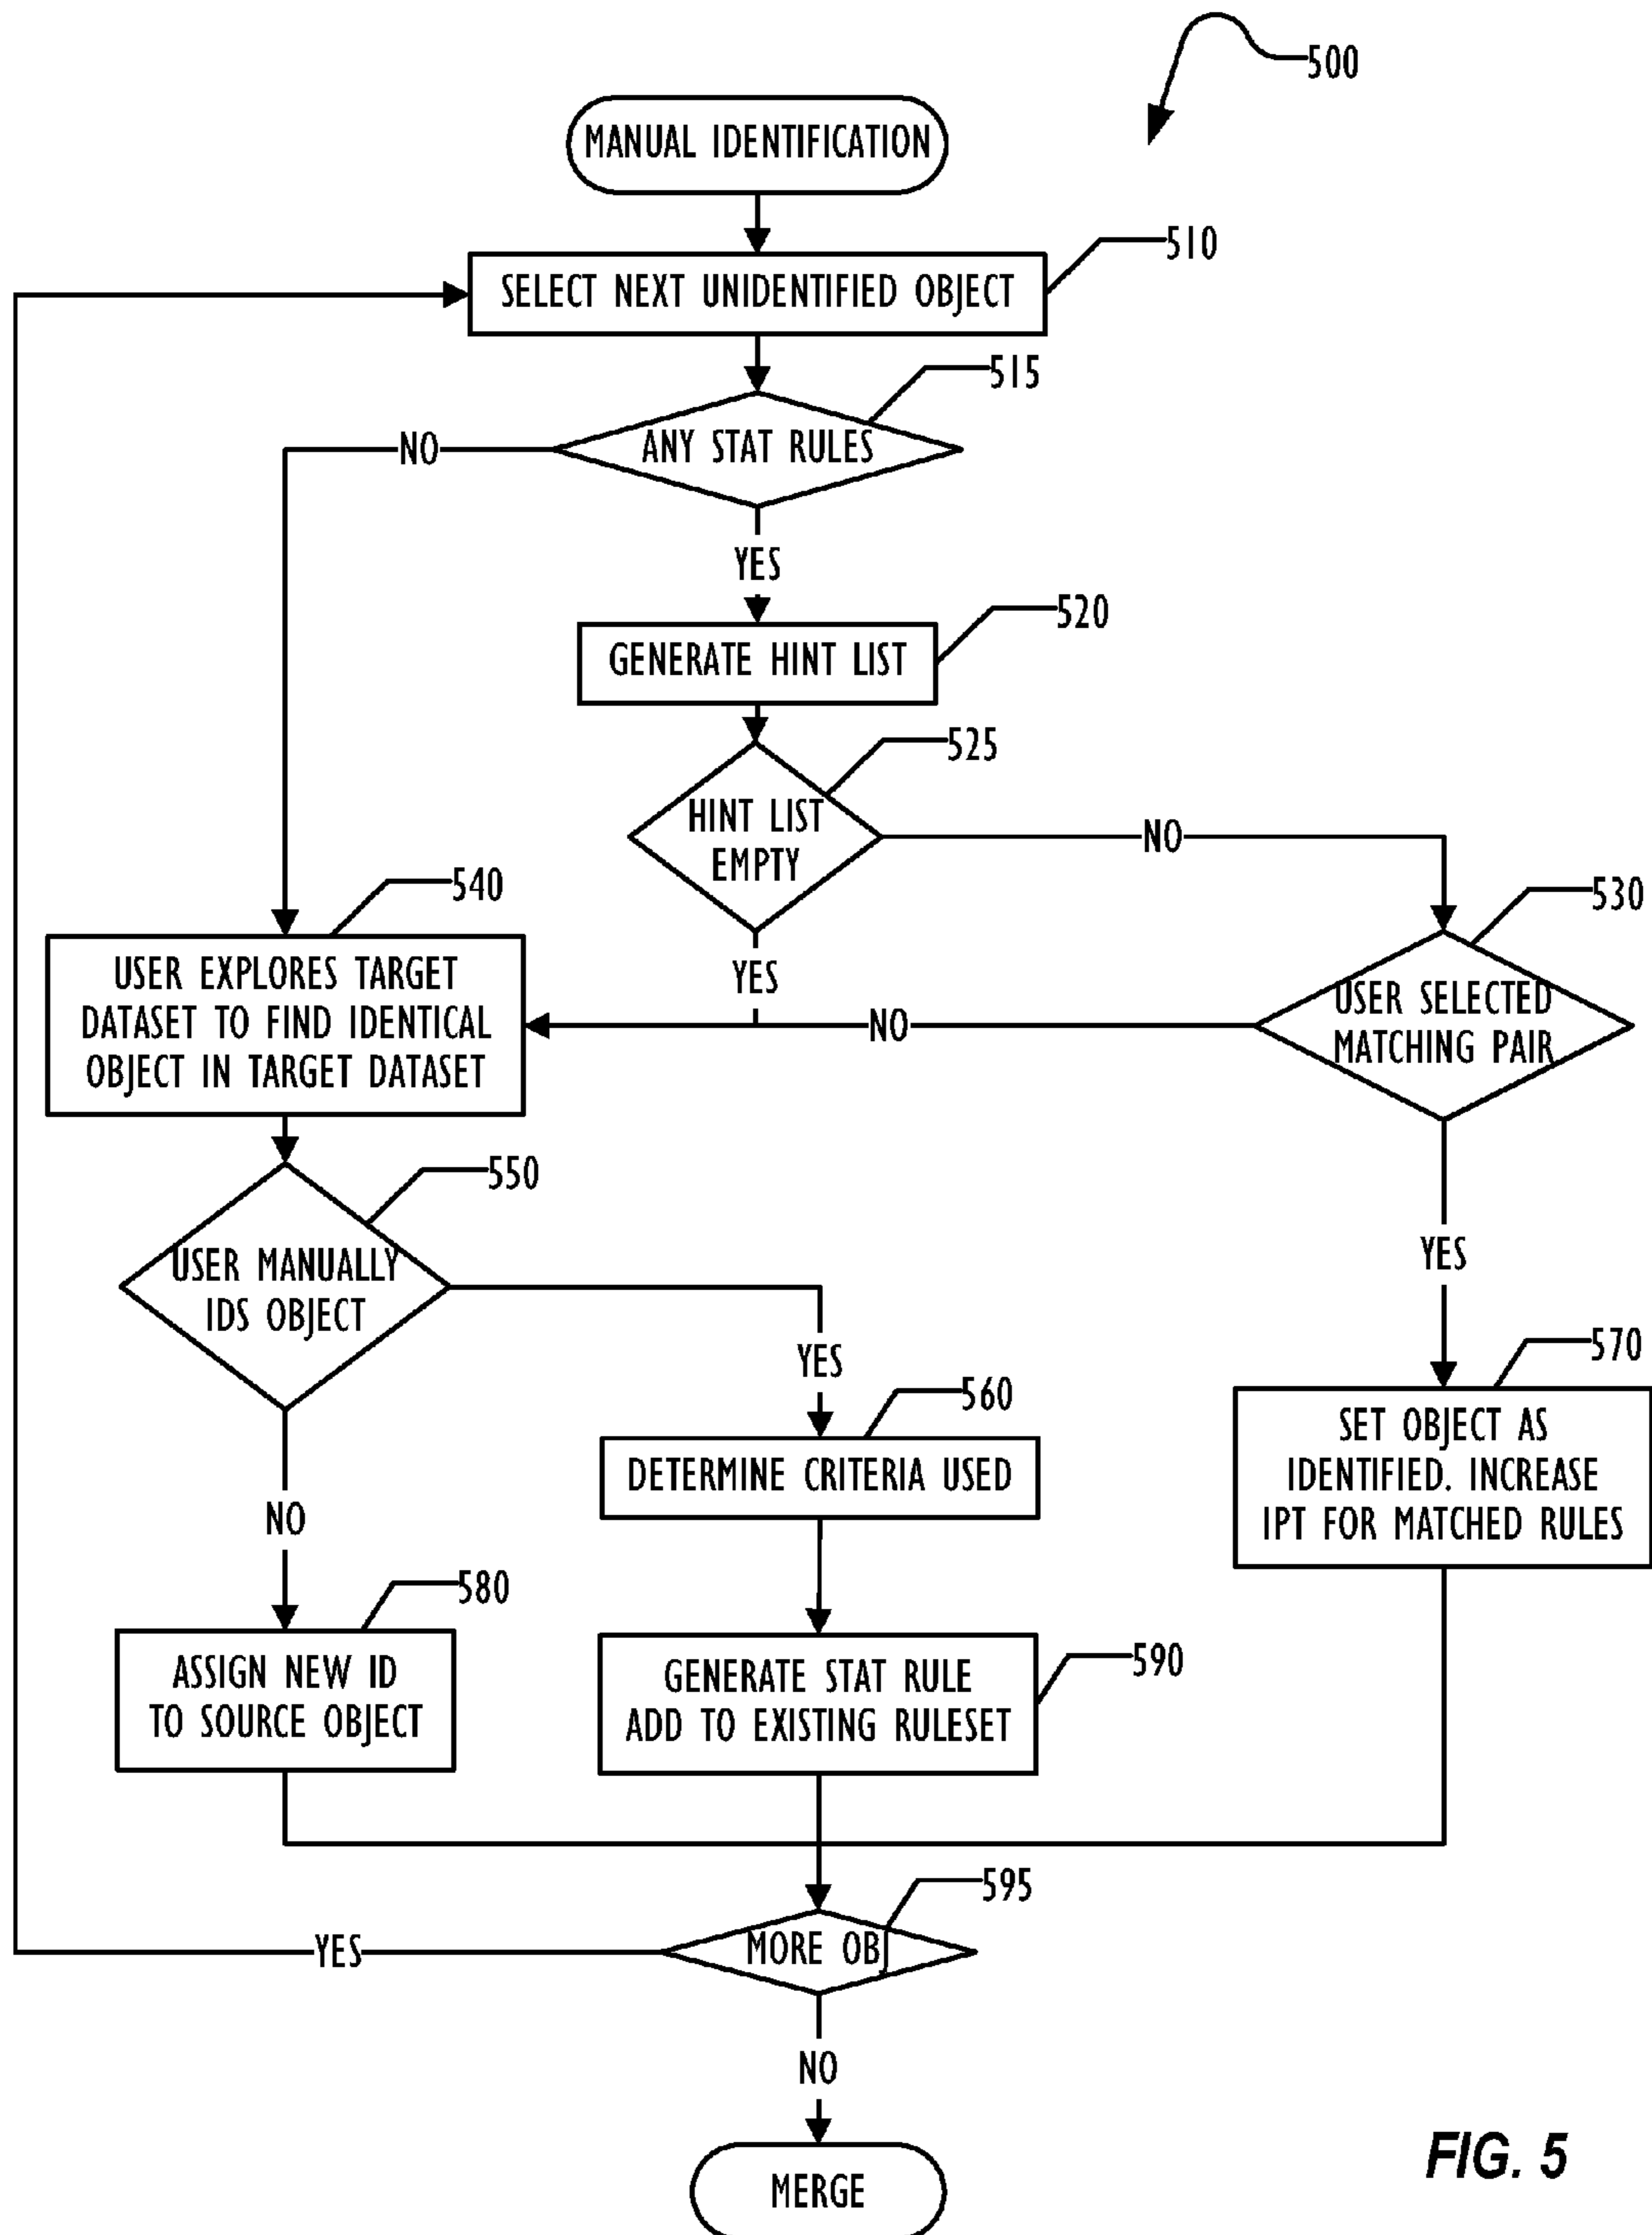 500
MANUAL IDENTIFICATION
510
SELECT NEXT UNIDENTIFIED OBJECT
515
NO
ANY STAT RULES
YES
520
GENERATE HINT LIST
525
HINT LIST
EMPTY
NO
540
530
USER EXPLORES TARGET
DATASET TO FIND IDENTICAL
OBJECT IN TARGET DATASET
YES
NO
USER SELECTED
MATCHING PAIR
550
USER MANUALLY
IDS OBJECT
YES
YES
560
570
DETERMINE CRITERIA USED
SET OBJECT AS
IDENTIFIED. INCREASE
IPT FOR MATCHED RULES
NO
580
ASSIGN NEW ID
TO SOURCE OBJECT
590
GENERATE STAT RULE
ADD TO EXISTING RULESET
595
YES
MORE OBJ
NO
MERGE
FIG. 5